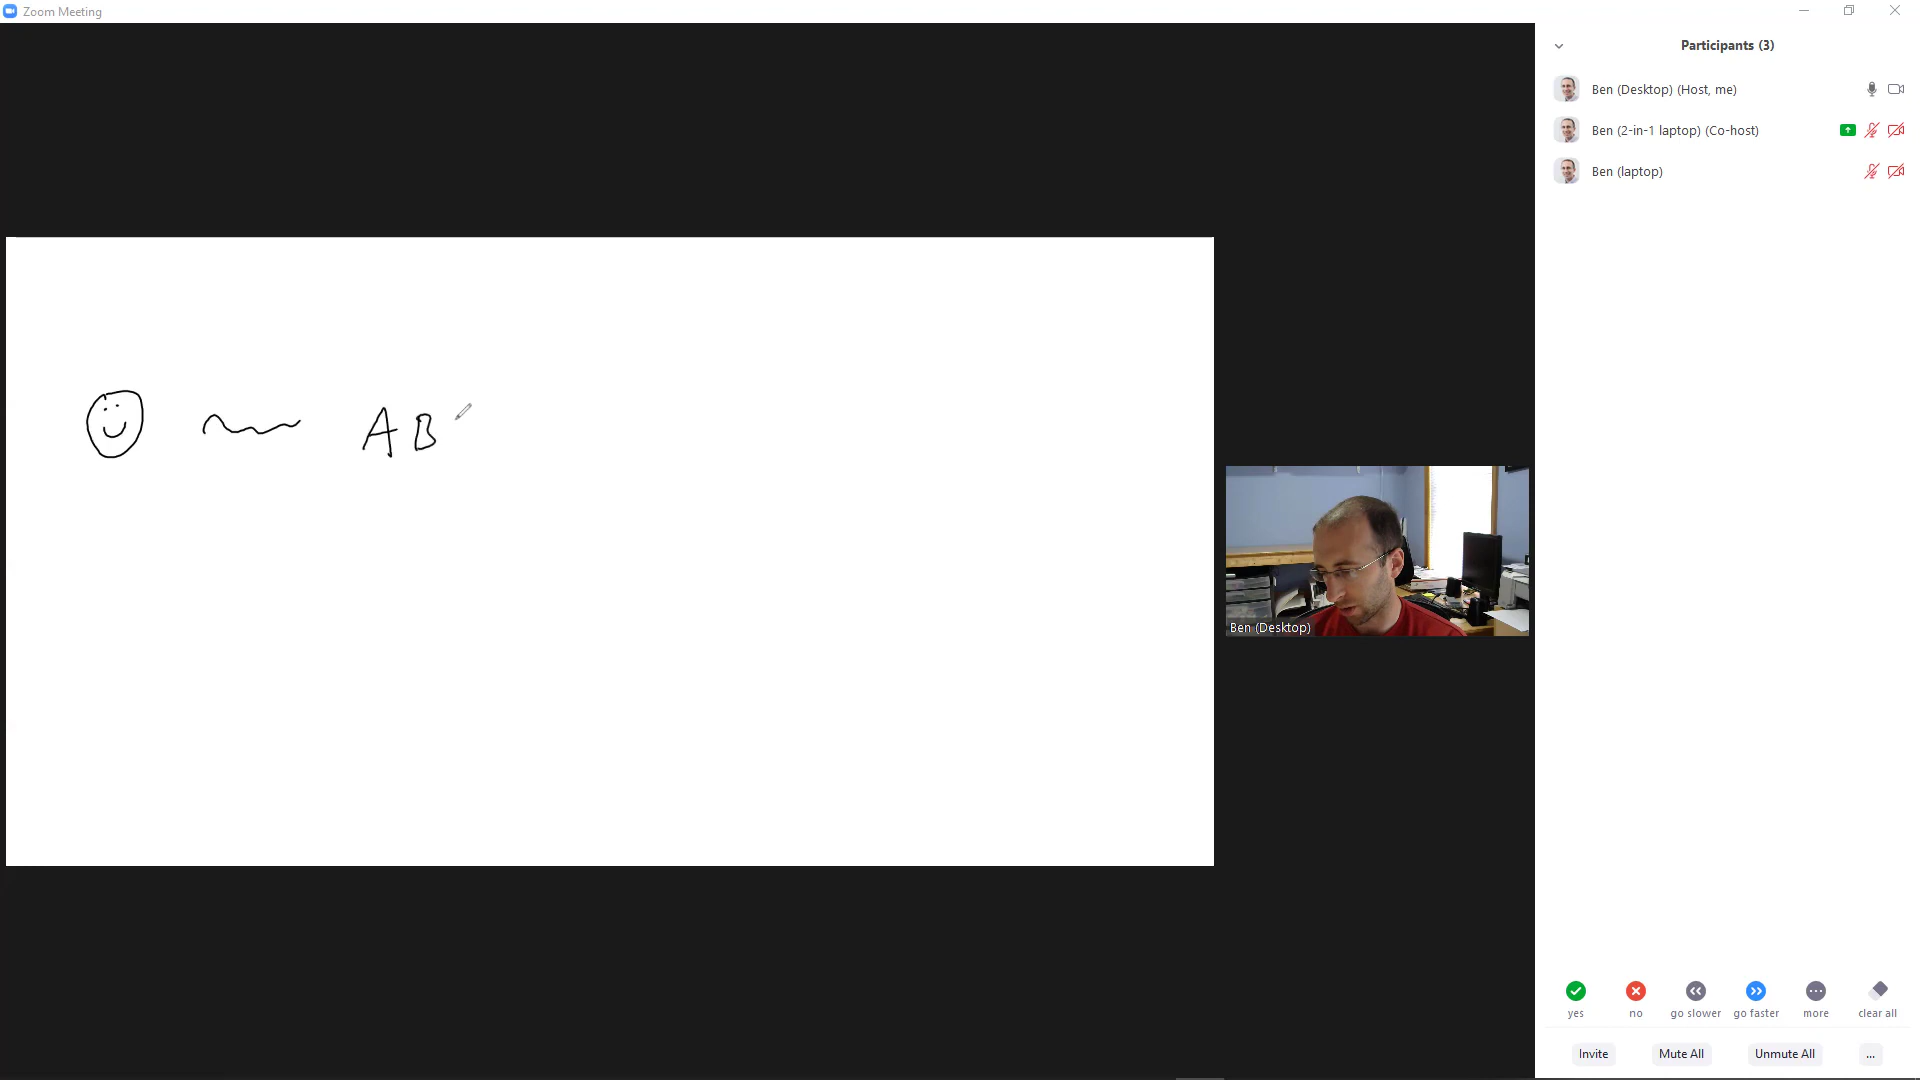 Zoom Meeting
Participants (3)
Ben (Desktop) (Host, me)
Ben (2-in-1 laptop) (Co-host)
Ben (laptop)
AB
Ben (Desktop)
yes no go slower go faster more clear all
Invite Mute All Unmute All ...